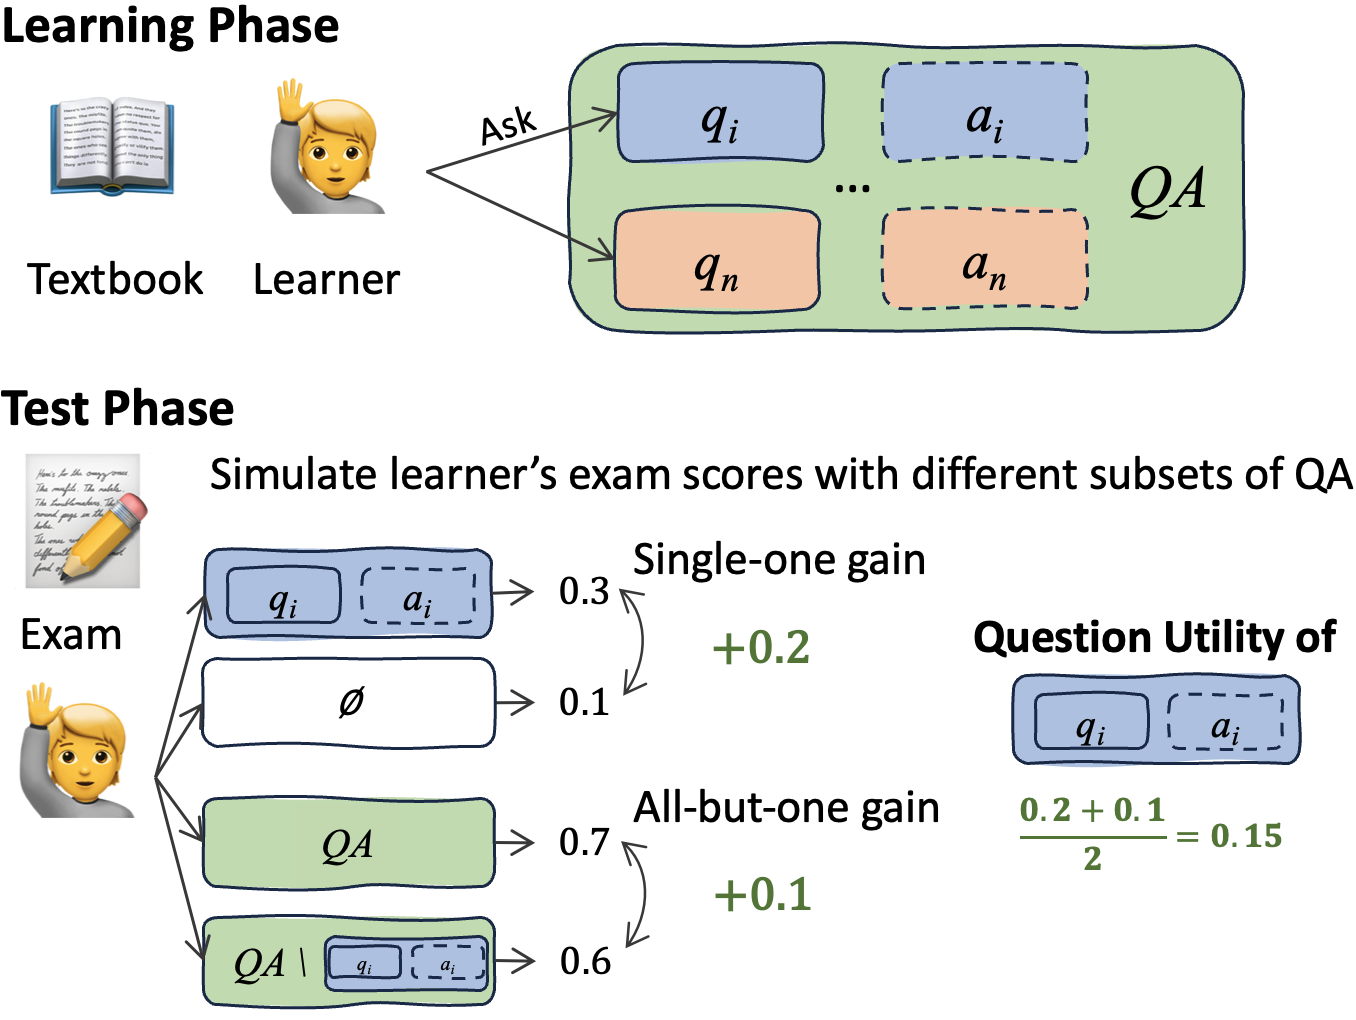 Learning Phase
Textbook
Learner
Ask
q_i
a_i
...
q_n
a_n
QA
Test Phase
Simulate learner's exam scores with different subsets of QA
Exam
q_i a_i → 0.3
Single-one gain
+0.2
∅ → 0.1
QA → 0.7
All-but-one gain
+0.1
QA \ q_i a_i → 0.6
Question Utility of
q_i a_i
(0.2 + 0.1)/2 = 0.15